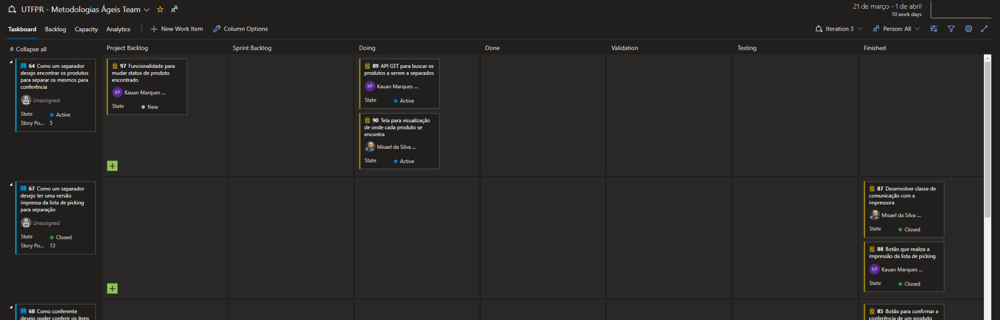 UTFPR - Metodologias Ágeis Team
21 de março - 1 de abril
10 work days
Taskboard
Backlog
Capacity
Analytics
New Work Item
Column Options
Iteration 3
Person: All
Collapse all
Project Backlog
Sprint Backlog
Doing
Done
Validation
Testing
Finished
64 Como um separador
desejo encontrar os produtos
para separar os mesmos para
conferência
Unassigned
State
Active
Story Po...
5
97 Funcionalidade para
mudar status de produto
encontrado
KP
Kauan Marques ...
State
New
89 API GET para buscar os
produtos a serem a separados
KP
Kauan Marques ...
State
Active
90 Tela para visualização
de onde cada produto se
encontra
Misael da Silva ...
State
Active
67 Como um separador
desejo ter uma versão
impressa da lista de picking
para separação
Unassigned
State
Closed
Story Po...
13
87 Desenvolver classe de
comunicação com a
impressora
Misael da Silva ...
State
Closed
88 Botão que realiza a
impressão da lista de picking
KP
Kauan Marques ...
State
Closed
68 Como conferente
desejo poder conferir os itens
85 Botão para confirmar a
conferência de um produto